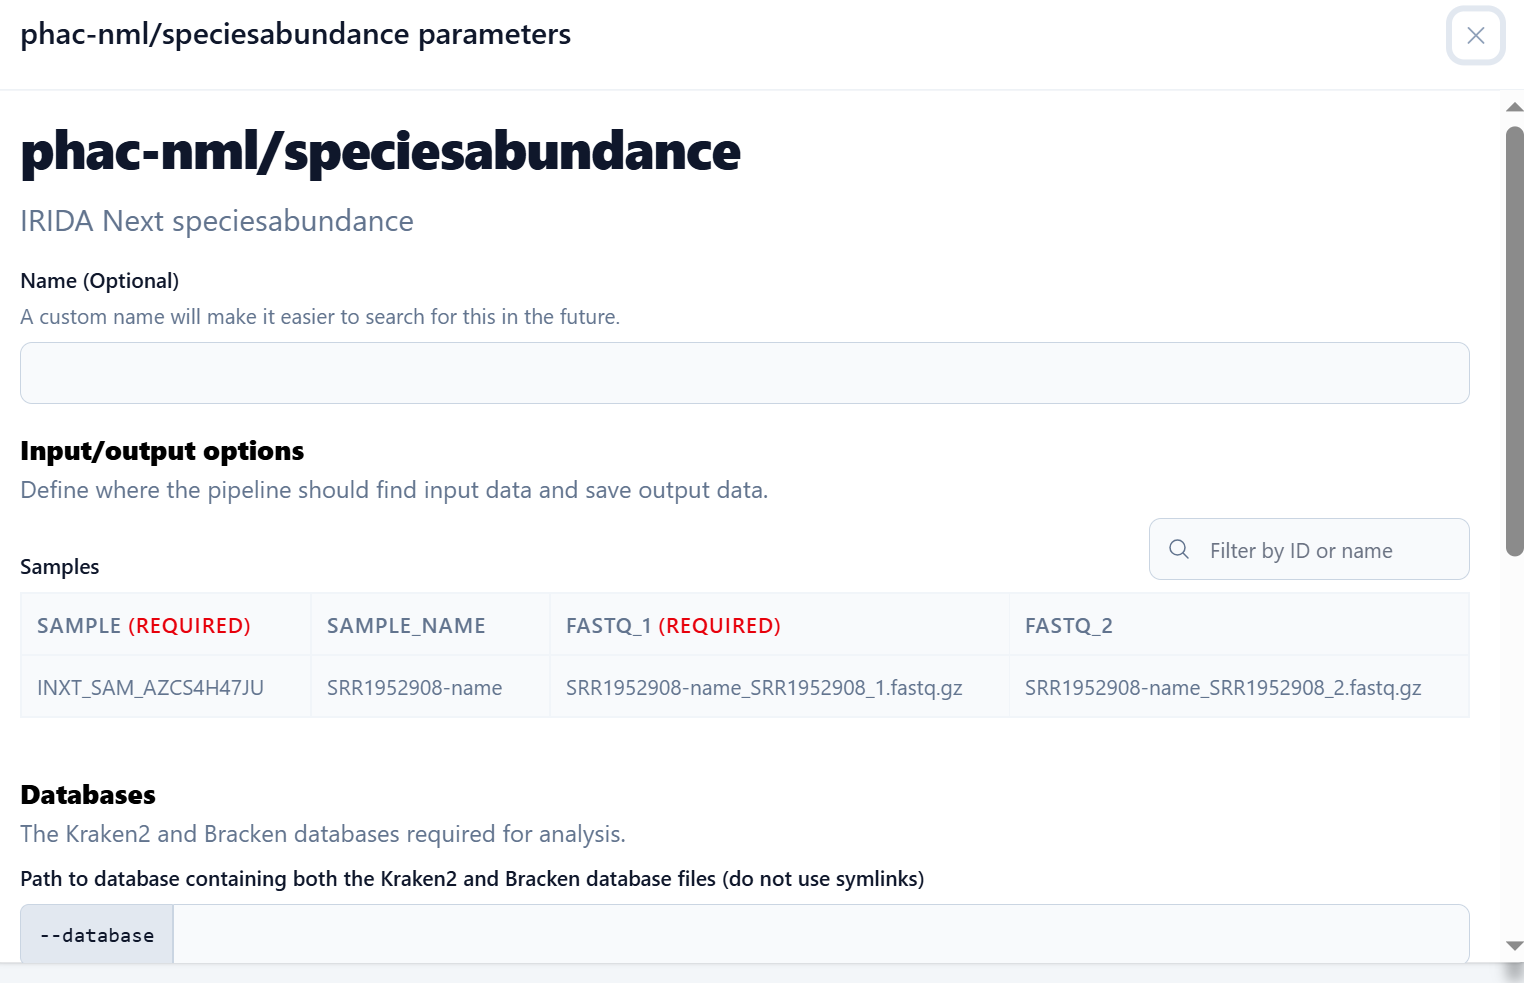 phac-nml/speciesabundance parameters
phac-nml/speciesabundance
IRIDA Next speciesabundance
Name (Optional)
A custom name will make it easier to search for this in the future.
Input/output options
Define where the pipeline should find input data and save output data.
Filter by ID or name
Samples
SAMPLE (REQUIRED) SAMPLE_NAME FASTQ_1 (REQUIRED) FASTQ_2
INXT_SAM_AZCS4H47JU SRR1952908-name SRR1952908-name_SRR1952908_1.fastq.gz SRR1952908-name_SRR1952908_2.fastq.gz
Databases
The Kraken2 and Bracken databases required for analysis.
Path to database containing both the Kraken2 and Bracken database files (do not use symlinks)
--database